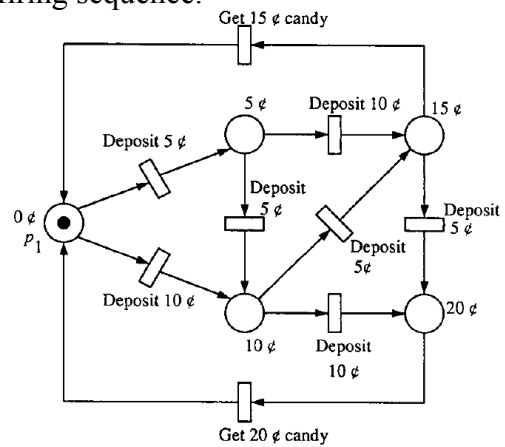 firing sequence.
Get 15 ¢ candy
5 ¢
Deposit 10 ¢
15 ¢
Deposit 5 ¢
Deposit
5 ¢
Deposit
5 ¢
0 ¢
p1
Deposit
5¢
Deposit 10 ¢
20 ¢
10 ¢
Deposit
10 ¢
Get 20 ¢ candy